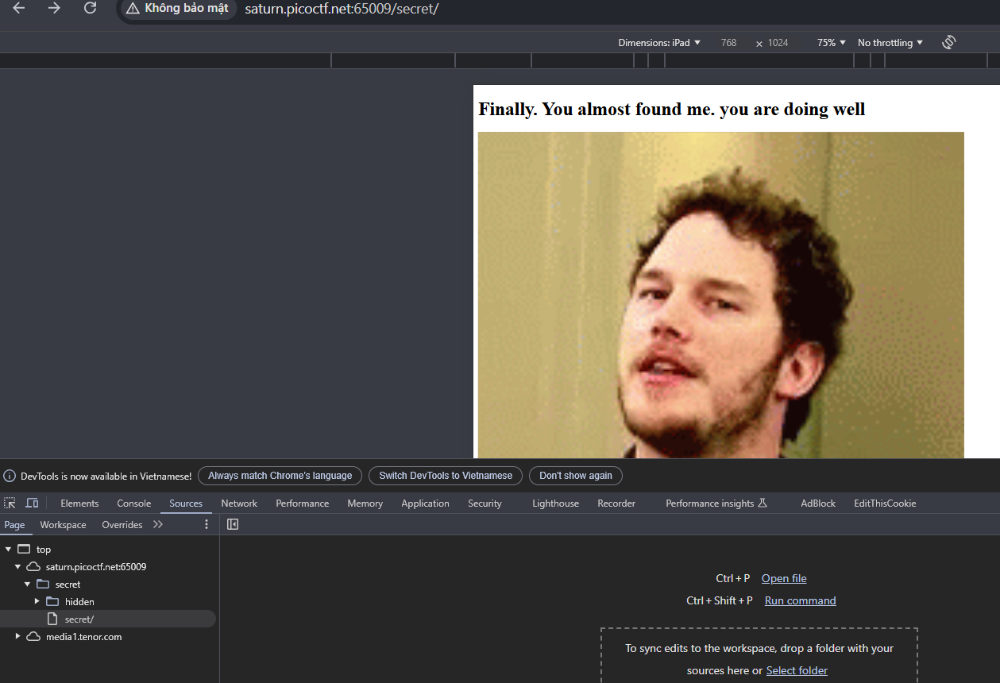 Không bảo mật saturn.picoctf.net:65009/secret/
Dimensions: iPad 768 × 1024 75% No throttling
Finally. You almost found me. you are doing well
DevTools is now available in Vietnamese! Always match Chrome's language Switch DevTools to Vietnamese Don't show again
Elements Console Sources Network Performance Memory Application Security Lighthouse Recorder Performance insights AdBlock EditThisCookie
Page Workspace Overrides
top
saturn.picoctf.net:65009
secret
hidden
secret/
media1.tenor.com
Ctrl + P Open file
Ctrl + Shift + P Run command
To sync edits to the workspace, drop a folder with your
sources here or Select folder